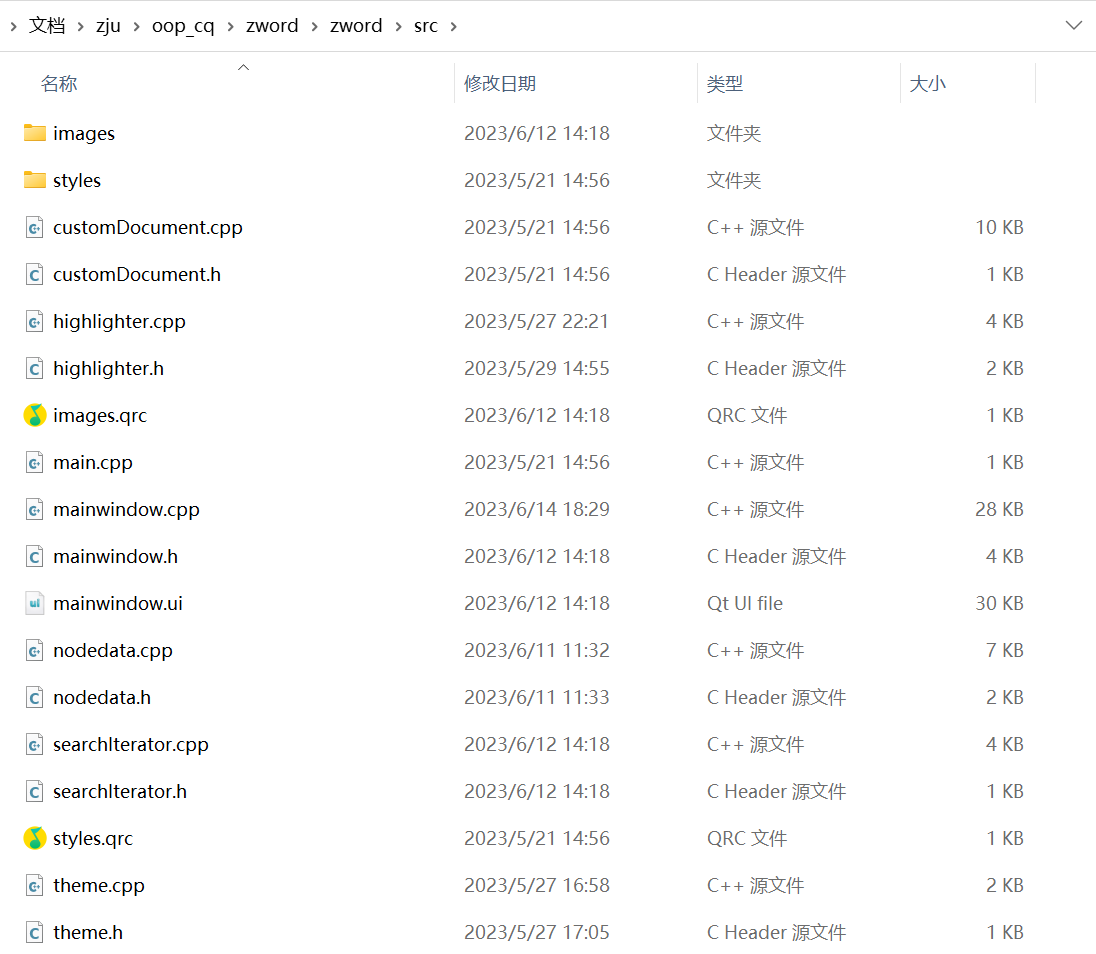 文档 zju oop_cq zword zword src
名称 修改日期 类型 大小
images 2023/6/12 14:18 文件夹
styles 2023/5/21 14:56 文件夹
customDocument.cpp 2023/5/21 14:56 C++ 源文件 10 KB
customDocument.h 2023/5/21 14:56 C Header 源文件 1 KB
highlighter.cpp 2023/5/27 22:21 C++ 源文件 4 KB
highlighter.h 2023/5/29 14:55 C Header 源文件 2 KB
images.qrc 2023/6/12 14:18 QRC 文件 1 KB
main.cpp 2023/5/21 14:56 C++ 源文件 1 KB
mainwindow.cpp 2023/6/14 18:29 C++ 源文件 28 KB
mainwindow.h 2023/6/12 14:18 C Header 源文件 4 KB
mainwindow.ui 2023/6/12 14:18 Qt UI file 30 KB
nodedata.cpp 2023/6/11 11:32 C++ 源文件 7 KB
nodedata.h 2023/6/11 11:33 C Header 源文件 2 KB
searchIterator.cpp 2023/6/12 14:18 C++ 源文件 4 KB
searchIterator.h 2023/6/12 14:18 C Header 源文件 1 KB
styles.qrc 2023/5/21 14:56 QRC 文件 1 KB
theme.cpp 2023/5/27 16:58 C++ 源文件 2 KB
theme.h 2023/5/27 17:05 C Header 源文件 1 KB